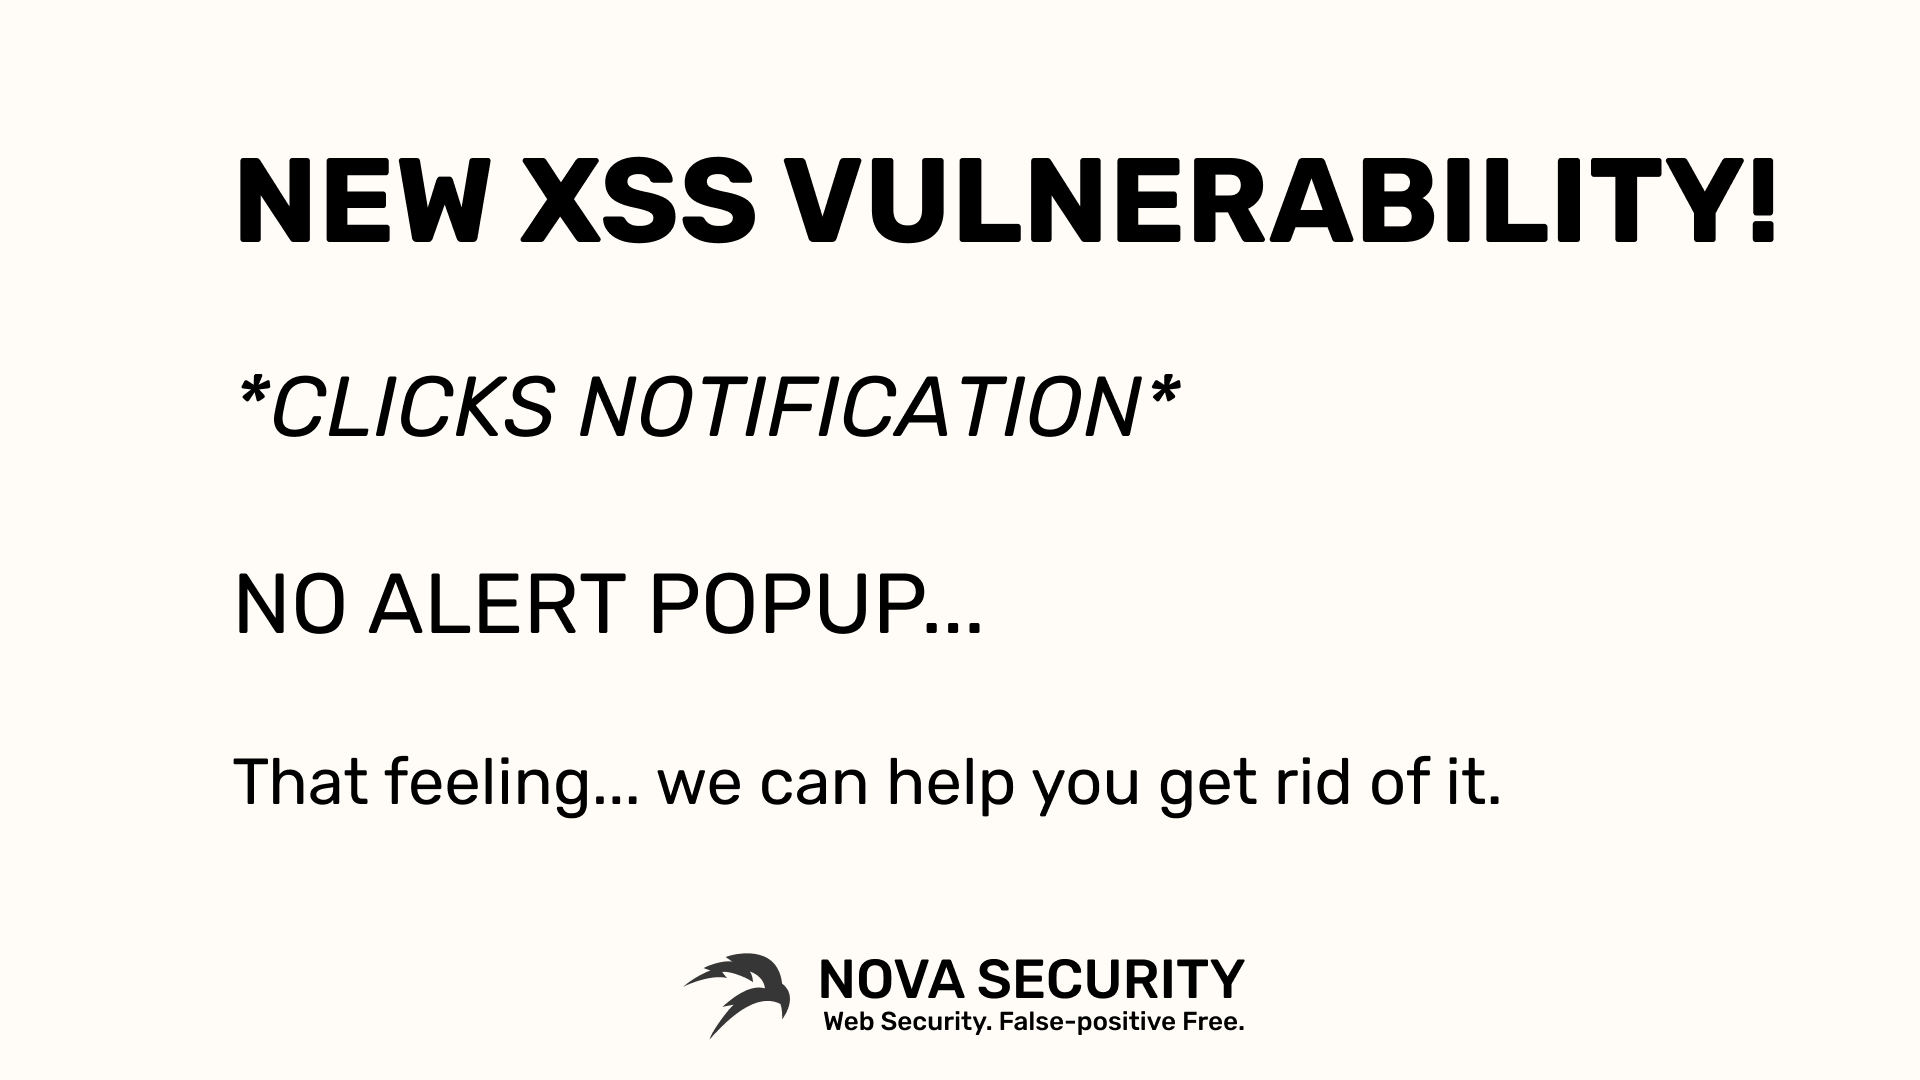 NEW XSS VULNERABILITY!
*CLICKS NOTIFICATION*
NO ALERT POPUP...
That feeling... we can help you get rid of it.
NOVA SECURITY
Web Security. False-positive Free.